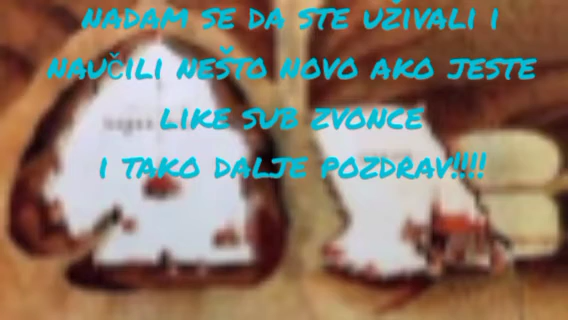 NADAM SE DA STE UŽIVALI I
NAUČILI NEŠTO NOVO AKO JESTE
LIKE SUB ZVONCE
I TAKO DALJE POZDRAV!!!!